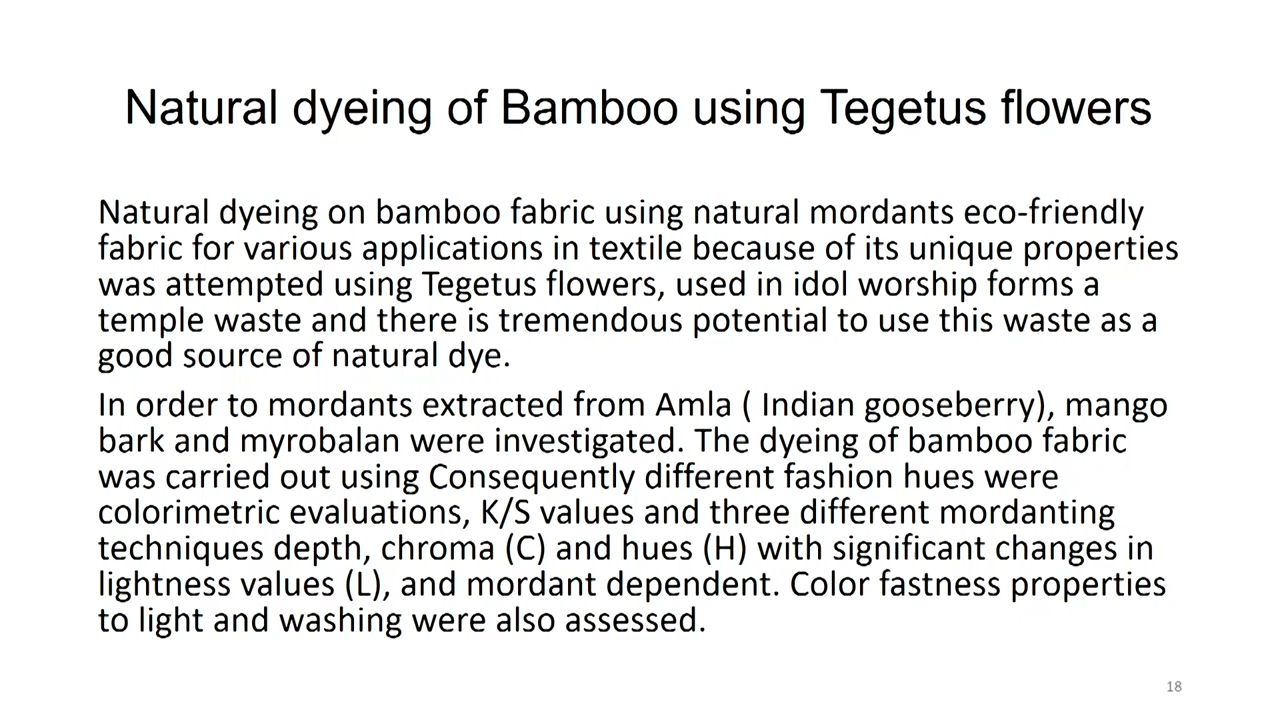 Natural dyeing of Bamboo using Tegetus flowers
Natural dyeing on bamboo fabric using natural mordants eco-friendly
fabric for various applications in textile because of its unique properties
was attempted using Tegetus flowers, used in idol worship forms a
temple waste and there is tremendous potential to use this waste as a
good source of natural dye.
In order to mordants extracted from Amla ( Indian gooseberry), mango
bark and myrobalan were investigated. The dyeing of bamboo fabric
was carried out using Consequently different fashion hues were
colorimetric evaluations, K/S values and three different mordanting
techniques depth, chroma (C) and hues (H) with significant changes in
lightness values (L), and mordant dependent. Color fastness properties
to light and washing were also assessed.
18